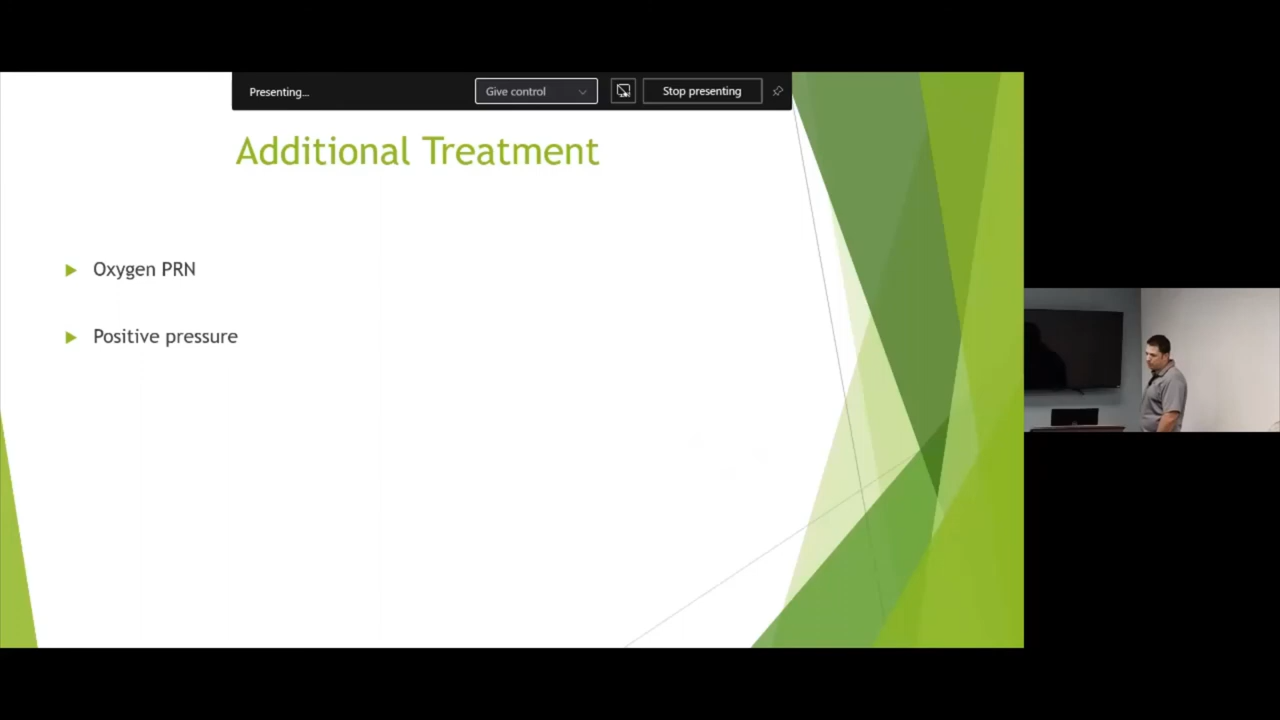 Presenting...
Give control
Stop presenting
Additional Treatment
Oxygen PRN
Positive pressure